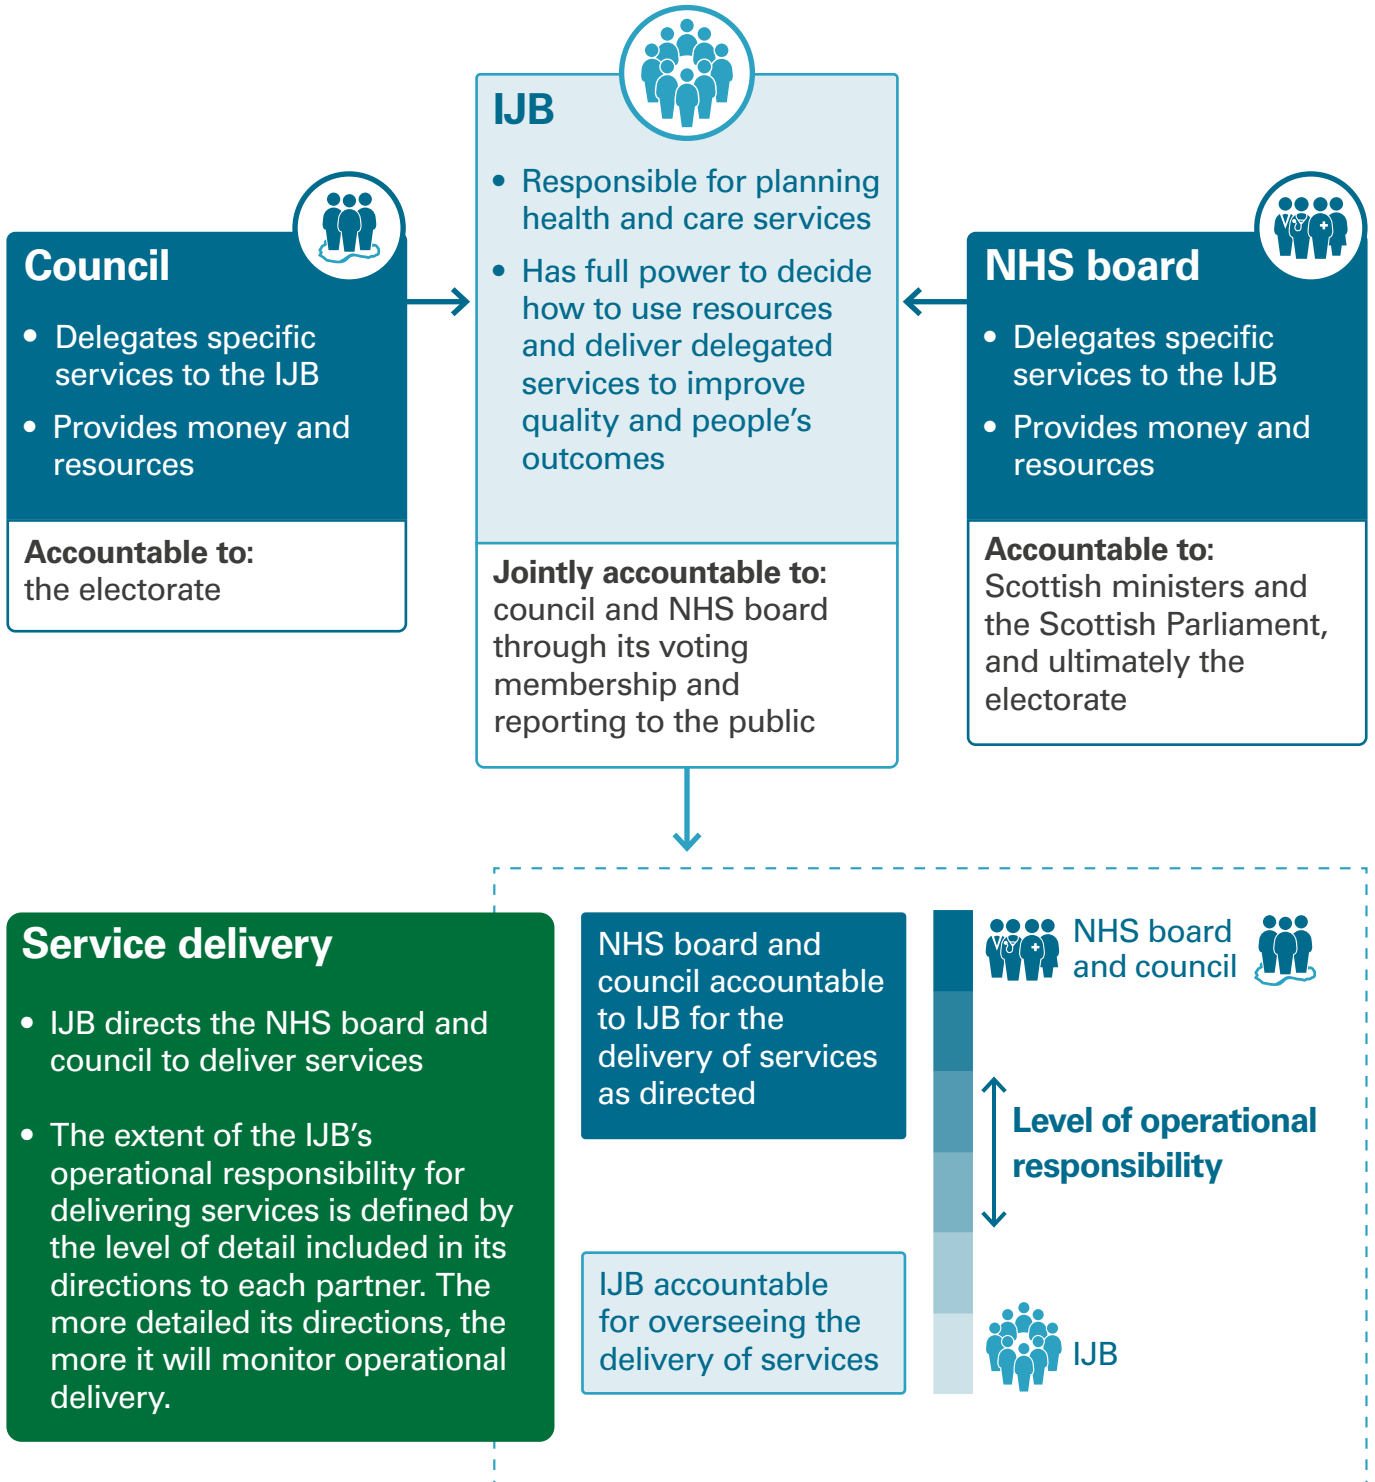 IJB
• Responsible for planning
health and care services
• Has full power to decide
how to use resources
and deliver delegated
services to improve
quality and people’s
outcomes
Jointly accountable to:
council and NHS board
through its voting
membership and
reporting to the public
Council
• Delegates specific
services to the IJB
• Provides money and
resources
Accountable to:
the electorate
NHS board
• Delegates specific
services to the IJB
• Provides money and
resources
Accountable to:
Scottish ministers and
the Scottish Parliament,
and ultimately the
electorate
Service delivery
• IJB directs the NHS board and
council to deliver services
• The extent of the IJB’s
operational responsibility for
delivering services is defined by
the level of detail included in its
directions to each partner. The
more detailed its directions, the
more it will monitor operational
delivery.
NHS board and
council accountable
to IJB for the
delivery of services
as directed
IJB accountable
for overseeing the
delivery of services
NHS board
and council
Level of operational
responsibility
IJB